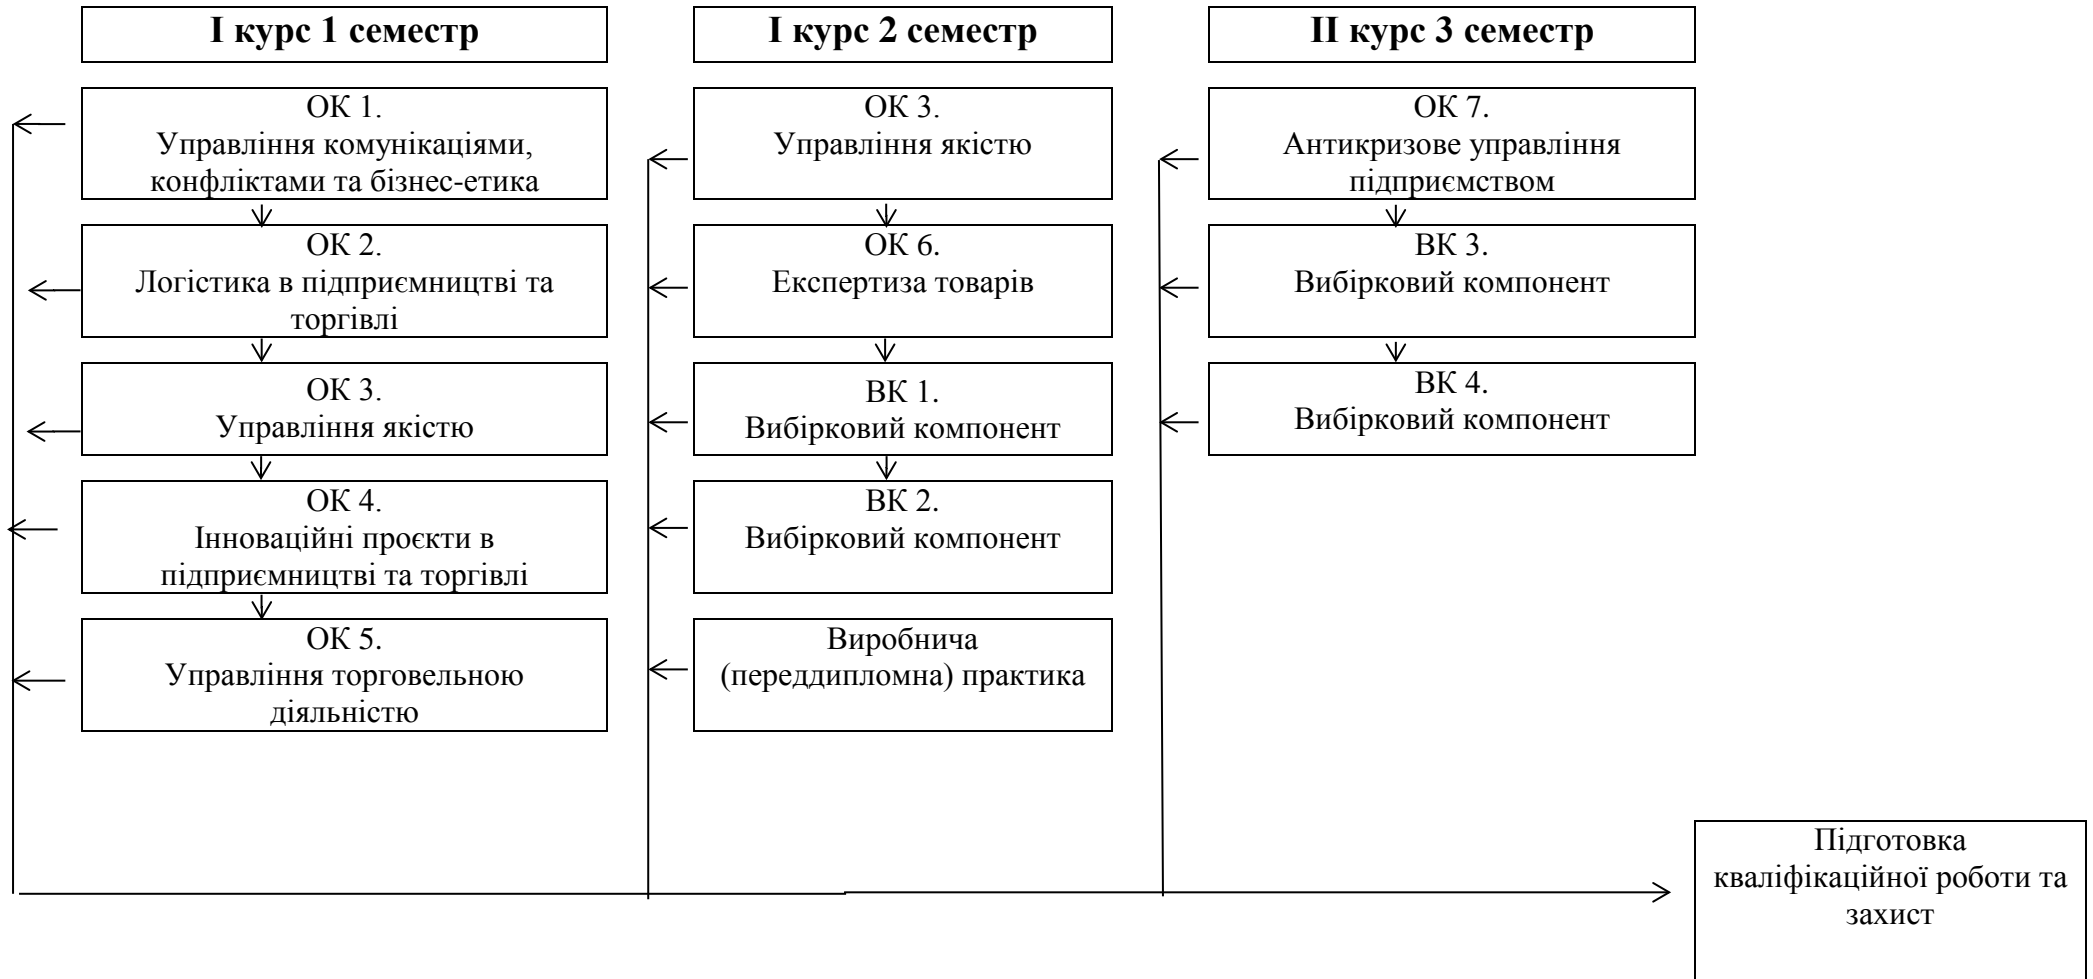 І курс 1 семестр
І курс 2 семестр
ІІ курс 3 семестр
ОК 1.
Управління комунікаціями,
конфліктами та бізнес-етика
ОК 2.
Логістика в підприємництві та
торгівлі
ОК 3.
Управління якістю
ОК 4.
Інноваційні проєкти в
підприємництві та торгівлі
ОК 5.
Управління торговельною
діяльністю
ОК 3.
Управління якістю
ОК 6.
Експертиза товарів
ВК 1.
Вибірковий компонент
ВК 2.
Вибірковий компонент
Виробнича
(переддипломна) практика
ОК 7.
Антикризове управління
підприємством
ВК 3.
Вибірковий компонент
ВК 4.
Вибірковий компонент
Підготовка
кваліфікаційної роботи та
захист